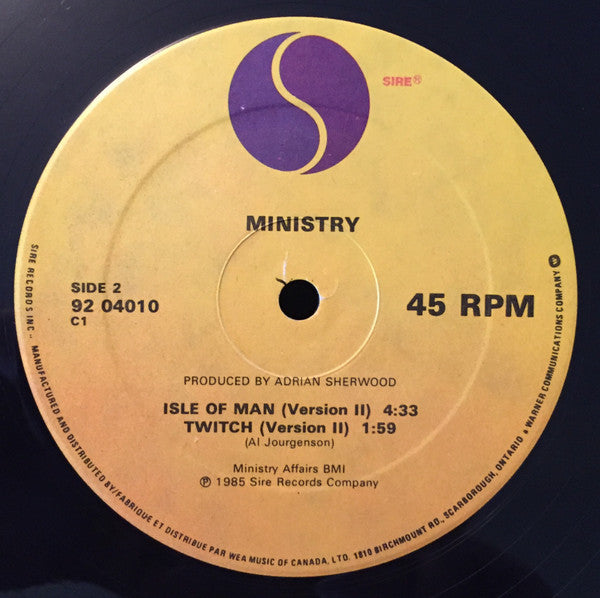 SIRE®
MINISTRY
SIDE 2
92 04010
C1
45 RPM
PRODUCED BY ADRIAN SHERWOOD
ISLE OF MAN (Version II) 4:33
TWITCH (Version II) 1:59
(Al Jourgenson)
Ministry Affairs BMI
℗ 1985 Sire Records Company
SIRE RECORDS INC – MANUFACTURED AND DISTRIBUTED BY/FABRIQUE ET DISTRIBUE PAR WEA MUSIC OF CANADA, LTD. 1810 BIRCHMOUNT RD., SCARBOROUGH, ONTARIO • WARNER COMMUNICATIONS COMPANY